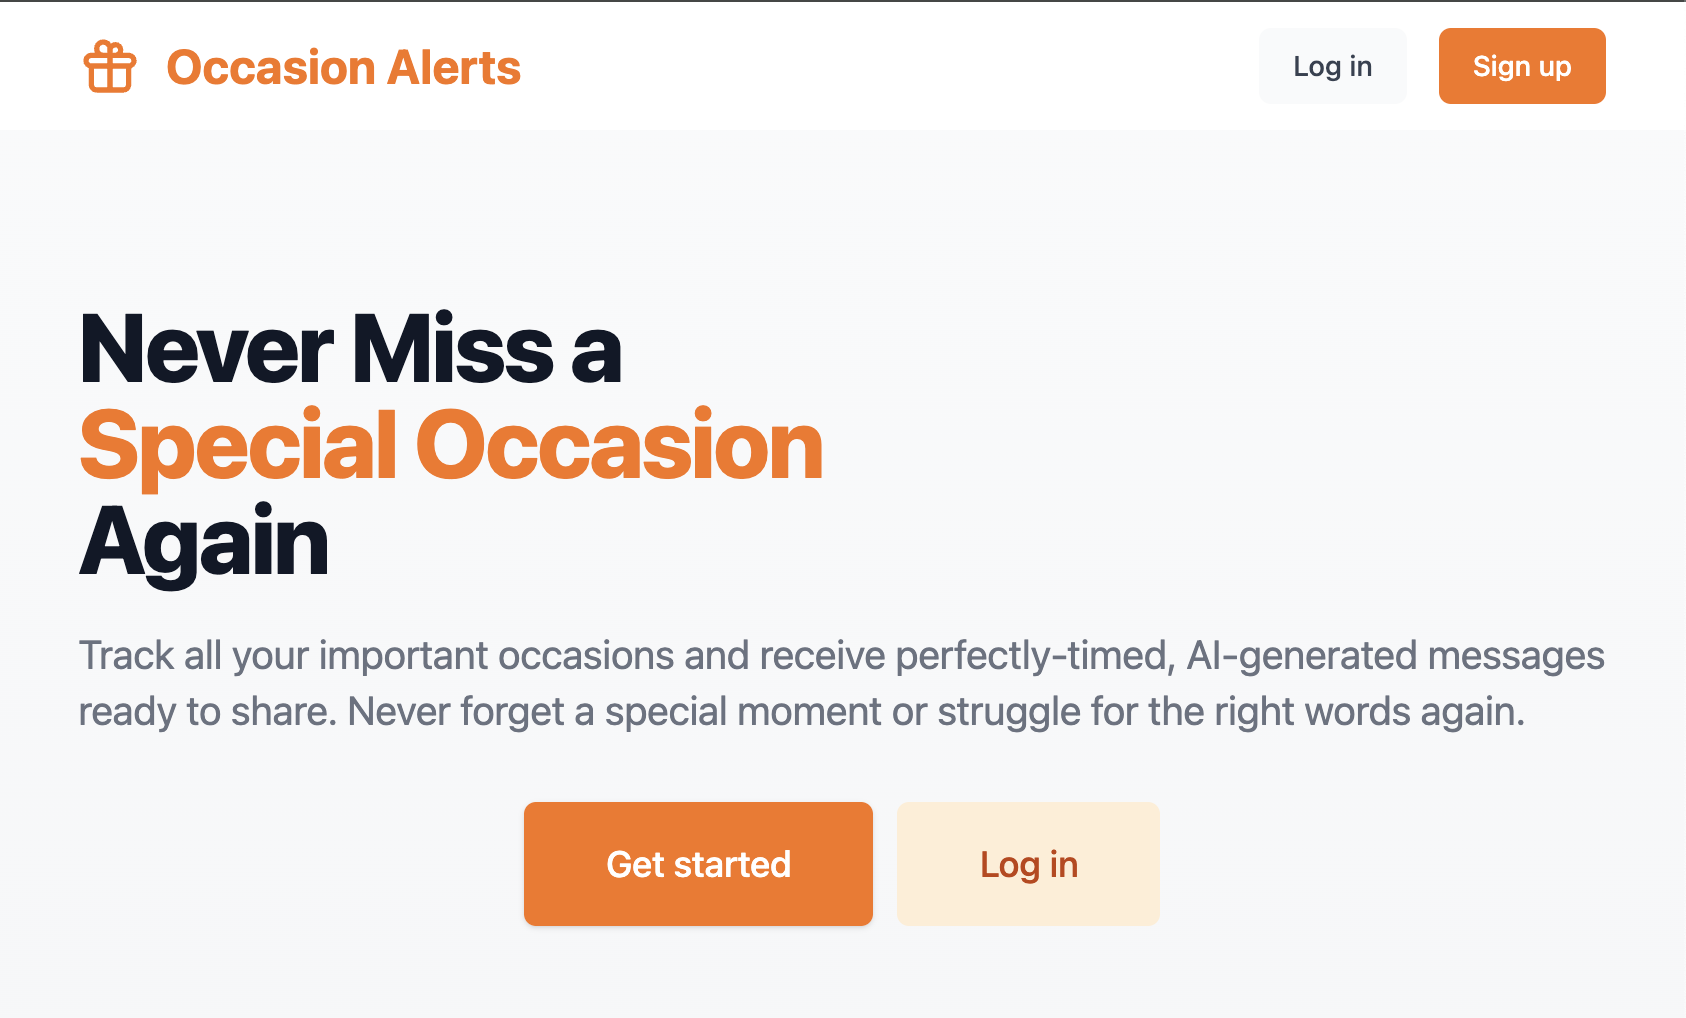 Occasion Alerts
Log in
Sign up
Never Miss a
Special Occasion
Again
Track all your important occasions and receive perfectly-timed, AI-generated messages
ready to share. Never forget a special moment or struggle for the right words again.
Get started
Log in